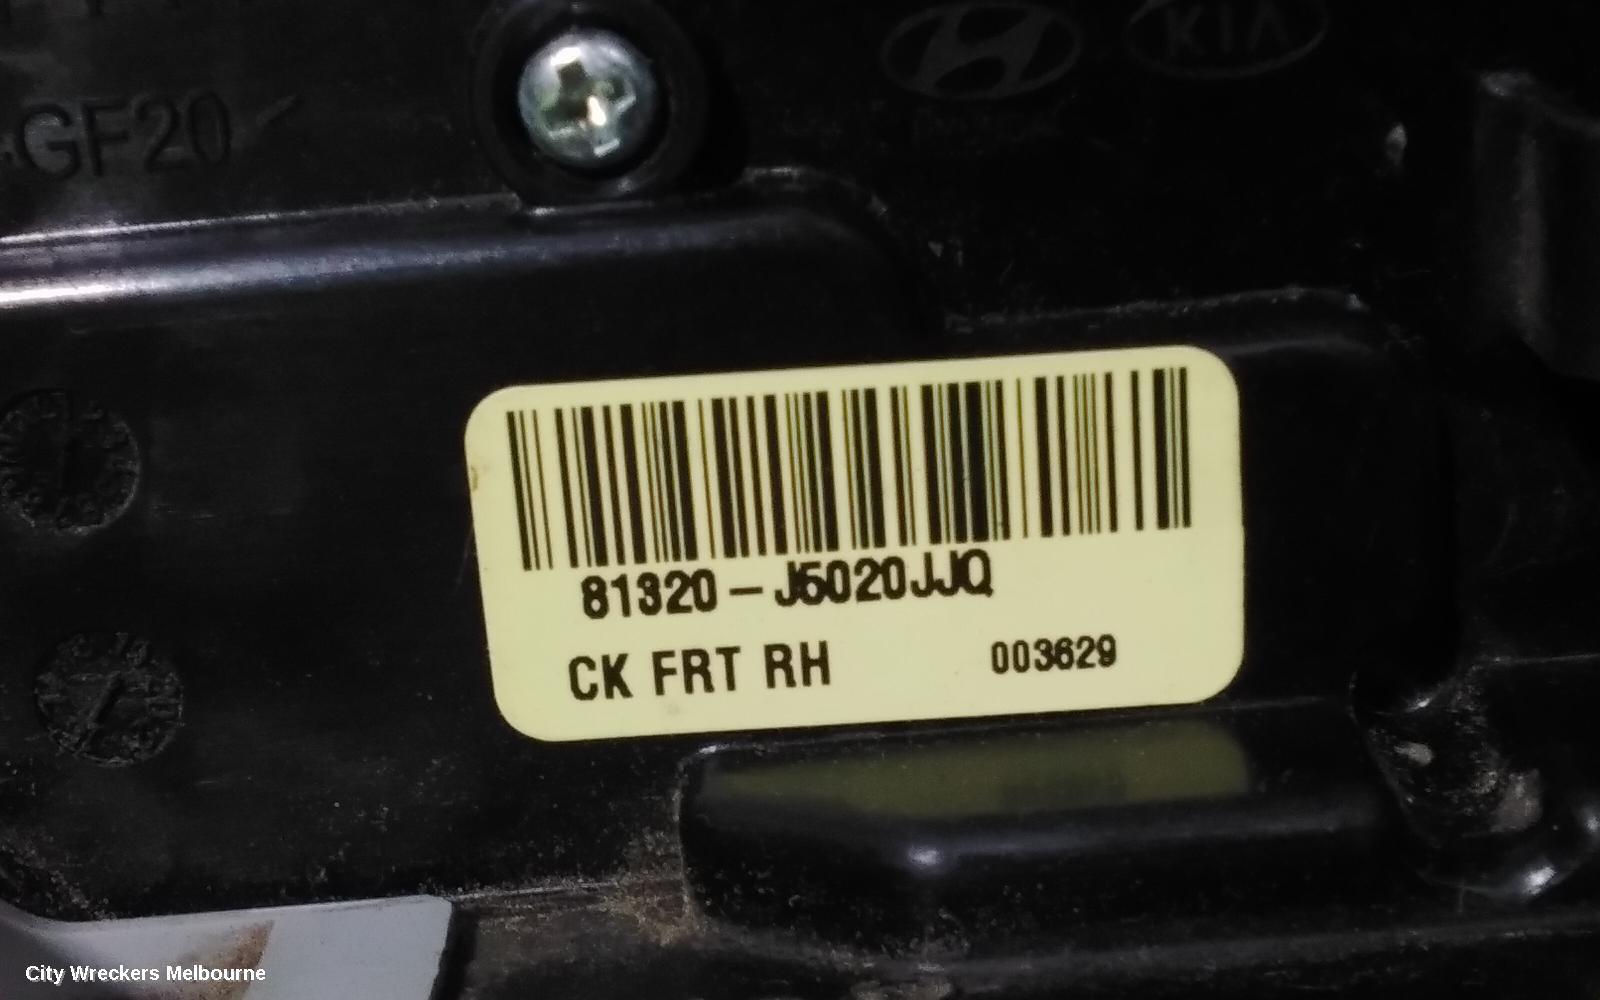 GF20
KIA
81320-J5020JJQ
CK FRT RH 003629
City Wreckers Melbourne